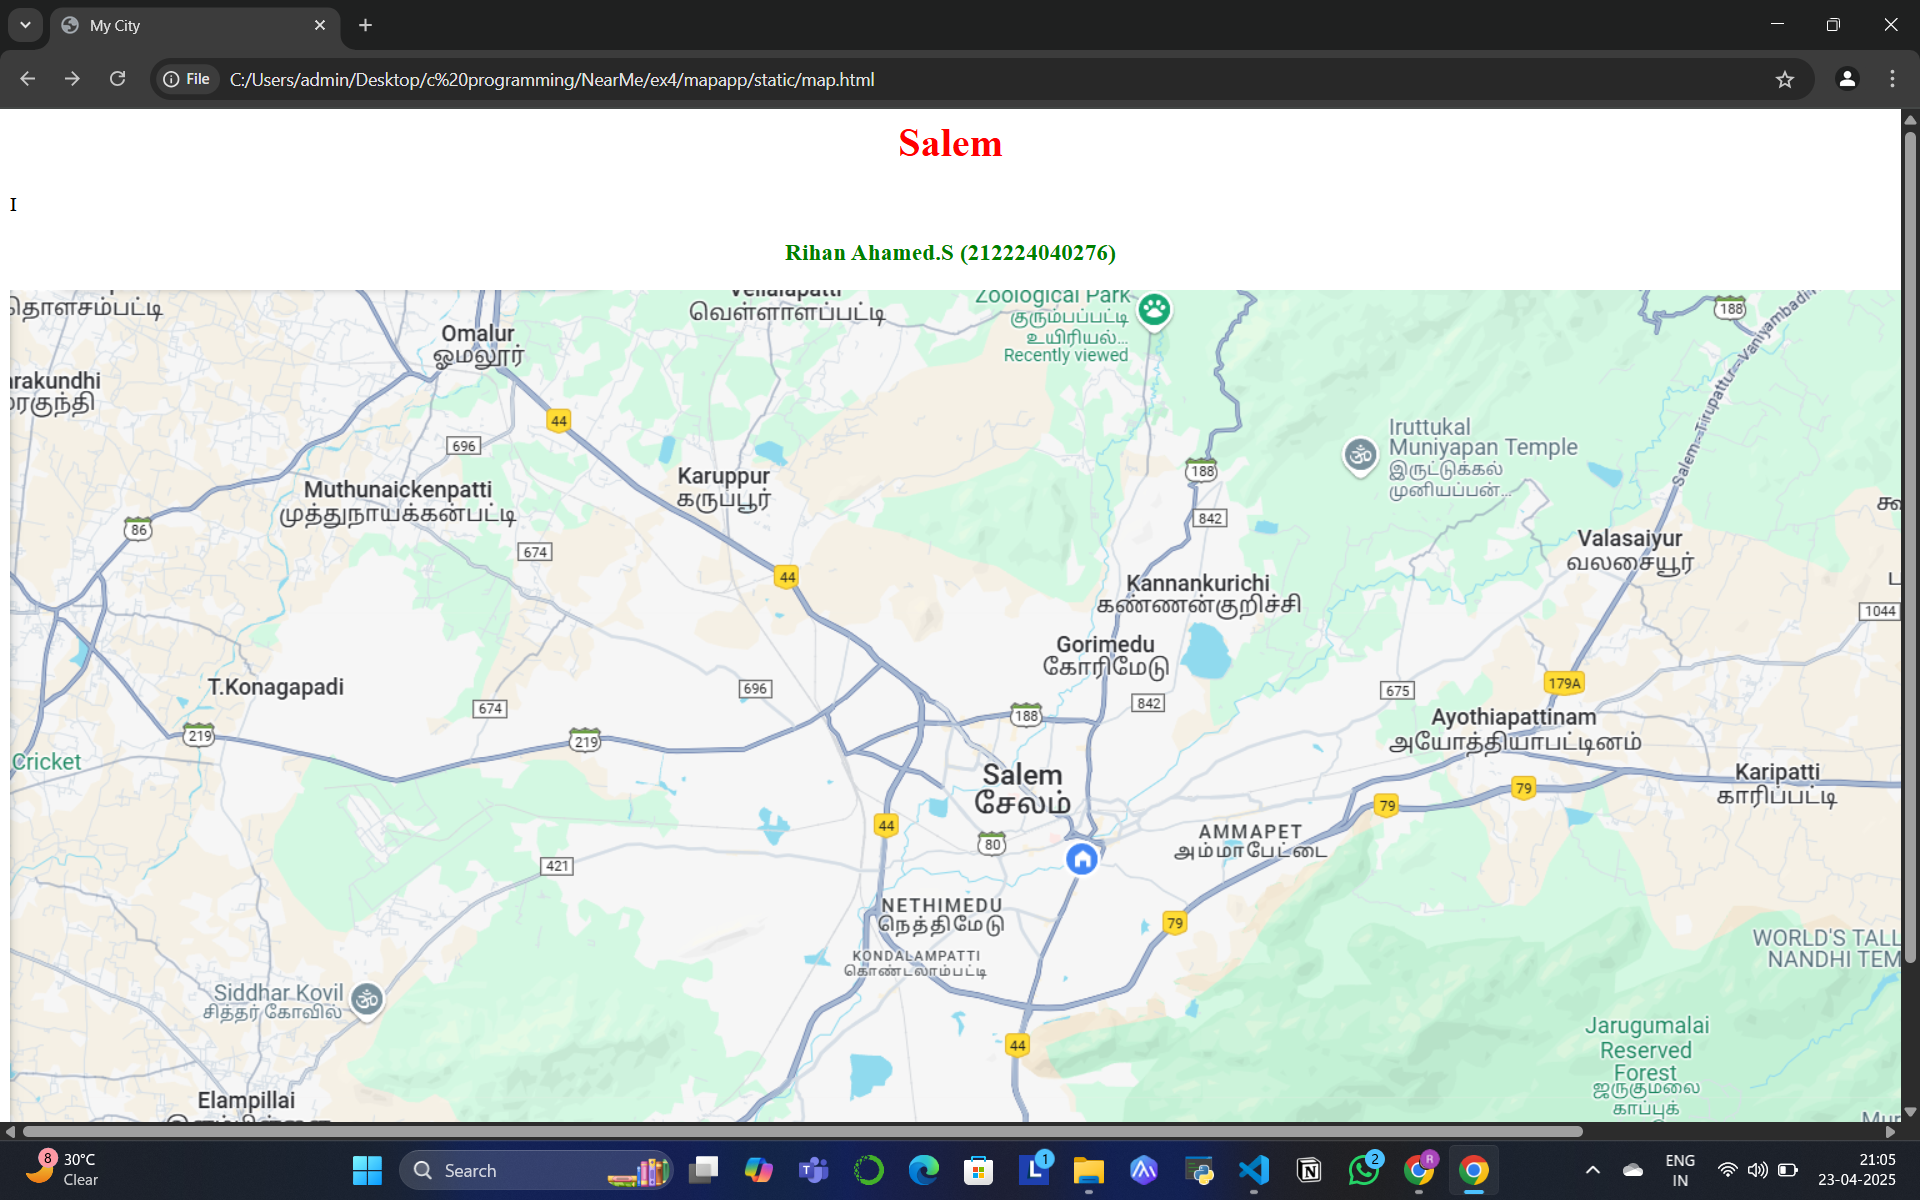 My City
File
C:/Users/admin/Desktop/c%20programming/NearMe/ex4/mapapp/static/map.html
Salem
I
Rihan Ahamed.S (212224040276)
வெள்ளாளப்பட்டி
Zoological Park
குரும்பப்பட்டி
உயிரியல்...
Recently viewed
188
Omalur
ஓமலூர்
44
696
Iruttukal
Muniyapan Temple
இருட்டுக்கல்
முனியப்பன்...
Salem - Tirupattur - Vaniyambadi
Karuppur
கருப்பூர்
188
Muthunaickenpatti
முத்துநாயக்கன்பட்டி
842
86
674
Valasaiyur
வலசையூர்
44
Kannankurichi
கண்ணன்குறிச்சி
1044
Gorimedu
கோரிமேடு
T.Konagapadi
696
674
842
675
179A
188
219
219
Ayothiapattinam
அயோத்தியாபட்டினம்
Cricket
Salem
சேலம்
Karipatti
காரிப்பட்டி
79
79
44
80
AMMAPET
அம்மாபேட்டை
421
NETHIMEDU
நெத்திமேடு
79
KONDALAMPATTI
கொண்டலாம்பட்டி
WORLD'S TALL
NANDHI TEM
Siddhar Kovil
சித்தர் கோவில்
44
Jarugumalai
Reserved
Forest
ஜருகுமலை
காப்புக்
Elampillai
8
30°C
Clear
Search
1
2
R
ENG
IN
21:05
23-04-2025